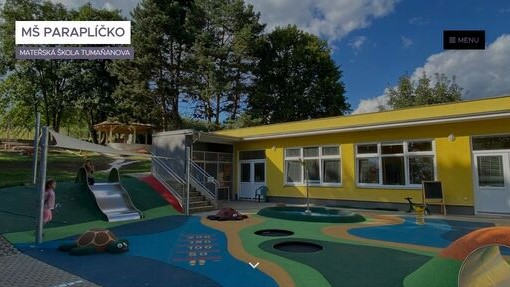 MŠ PARAPLÍČKO
MATEŘSKÁ ŠKOLA TUMAŇANOVA
MENU